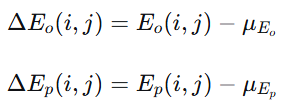 ΔE_o(i, j) = E_o(i, j) − μ_{E_o}
ΔE_p(i, j) = E_p(i, j) − μ_{E_p}